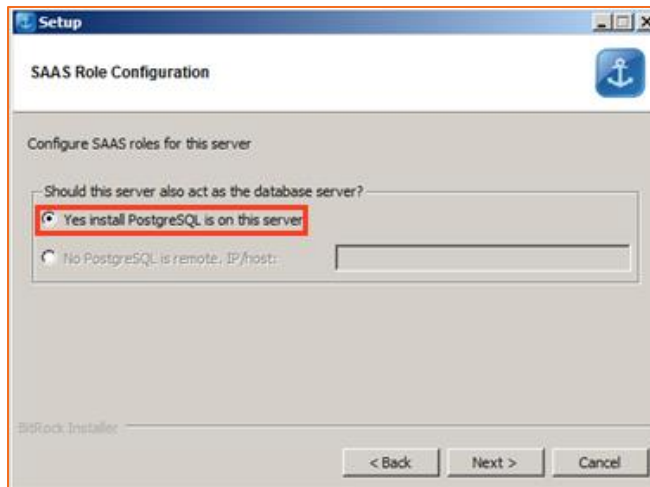 Setup
SAAS Role Configuration
Configure SAAS roles for this server
Should this server also act as the database server?
Yes install PostgreSQL is on this server
No PostgreSQL is remote. IP/host:
BitRock Installer
< Back Next > Cancel